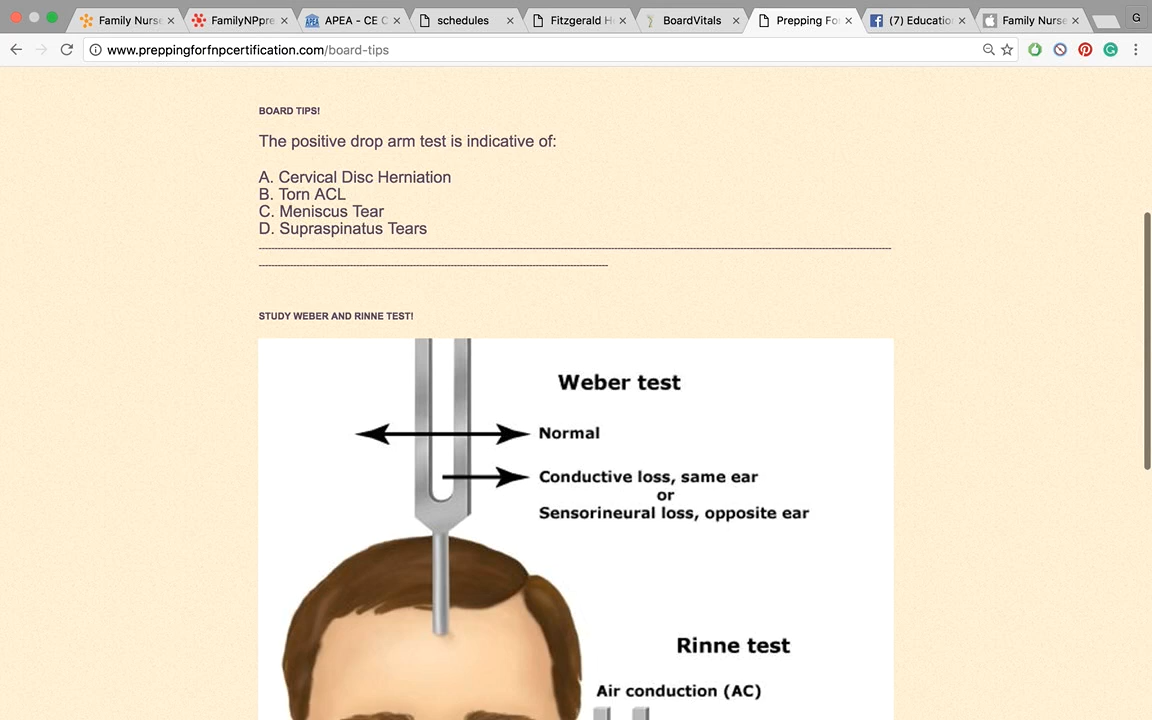 Family Nurse
FamilyNPpre
APEA - CE C
schedules
Fitzgerald H
BoardVitals
Prepping Fo
(7) Educatio
Family Nurse
G
www.preppingforfnpcertification.com/board-tips
BOARD TIPS!
The positive drop arm test is indicative of:
A. Cervical Disc Herniation
B. Torn ACL
C. Meniscus Tear
D. Supraspinatus Tears
STUDY WEBER AND RINNE TEST!
Weber test
Normal
Conductive loss, same ear
or
Sensorineural loss, opposite ear
Rinne test
Air conduction (AC)